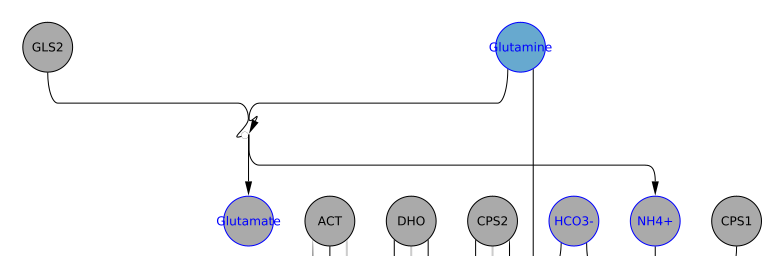 GLS2
Glutamine
Glutamate
ACT
DHO
CPS2
HCO3-
NH4+
CPS1